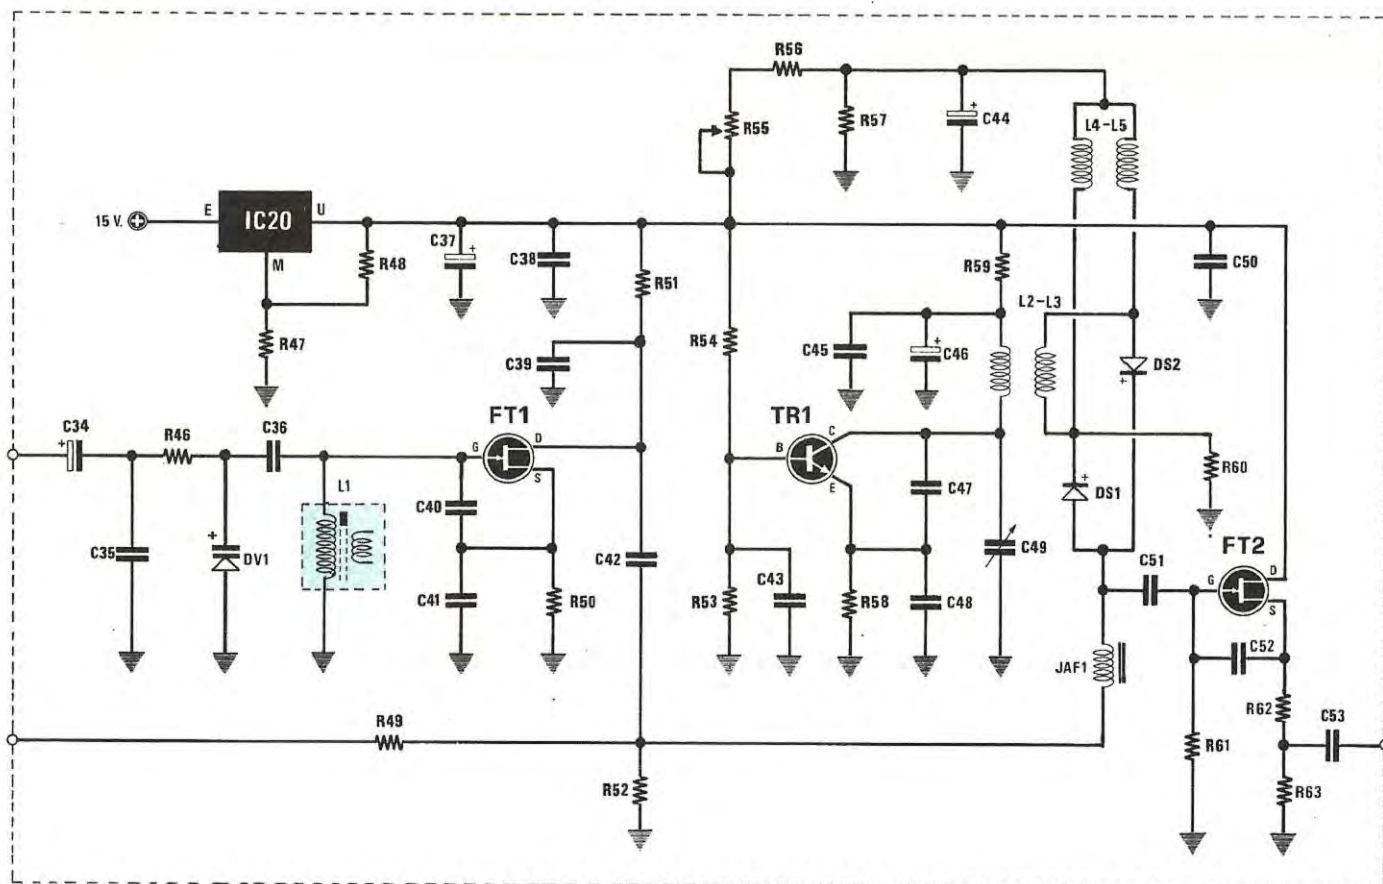 R56
R55
R57
+
C44
L4-L5
15 V.
E
IC20
U
M
R48
C37
+
C38
R51
R59
C50
R47
C39
R54
C45
+
C46
L2-L3
DS2
+
C34
+
R46
C36
FT1
G
D
S
TR1
B
C
E
L1
C40
C47
DS1
+
R60
C35
+
DV1
C42
C49
C51
FT2
G
D
S
C41
R50
R53
C43
R58
C48
C52
JAF1
R49
R62
C53
R61
R52
R63